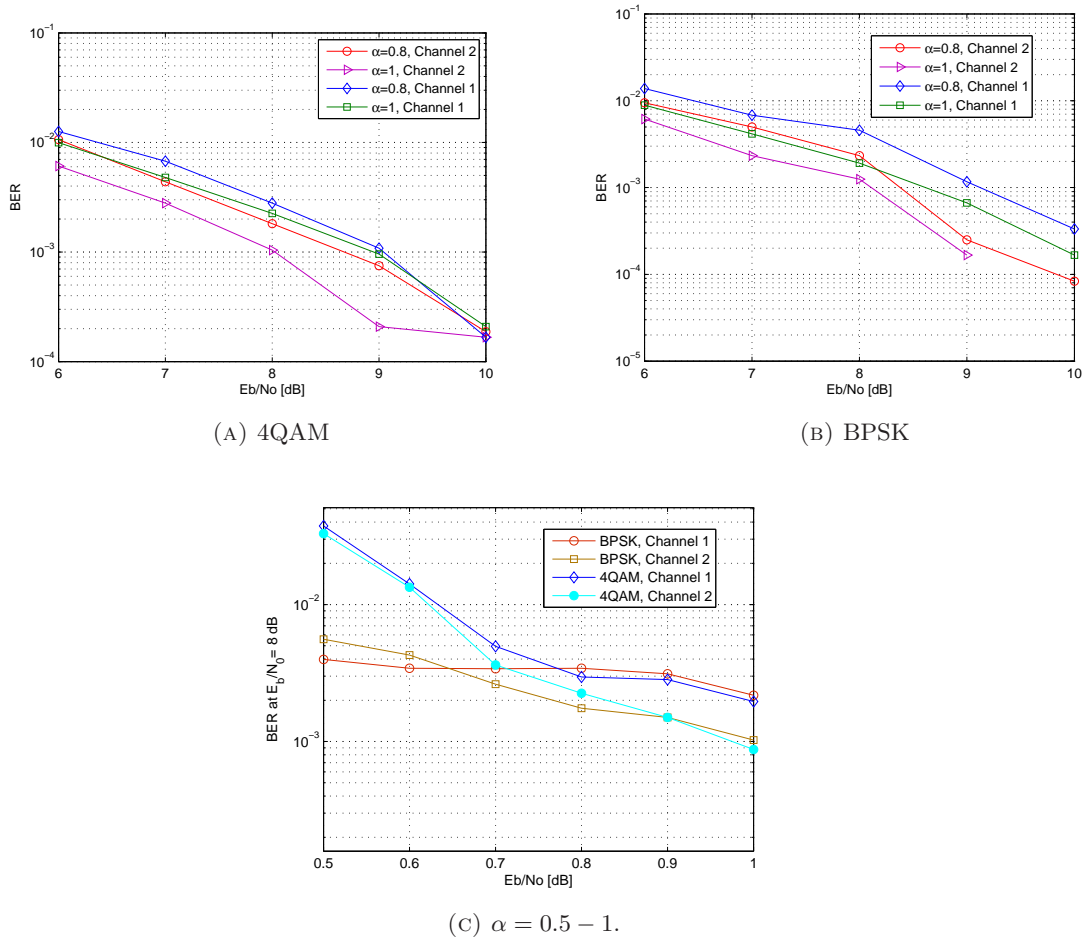 10⁻¹
10⁻²
10⁻³
10⁻⁴
BER
6 7 8 9 10
Eb/No [dB]
α=0.8, Channel 2
α=1, Channel 2
α=0.8, Channel 1
α=1, Channel 1
(A) 4QAM
10⁻¹
10⁻²
10⁻³
10⁻⁴
10⁻⁵
BER
6 7 8 9 10
Eb/No [dB]
α=0.8, Channel 2
α=1, Channel 2
α=0.8, Channel 1
α=1, Channel 1
(B) BPSK
10⁻²
10⁻³
BER at E_b/N_0= 8 dB
0.5 0.6 0.7 0.8 0.9 1
Eb/No [dB]
BPSK, Channel 1
BPSK, Channel 2
4QAM, Channel 1
4QAM, Channel 2
(C) α = 0.5 − 1.